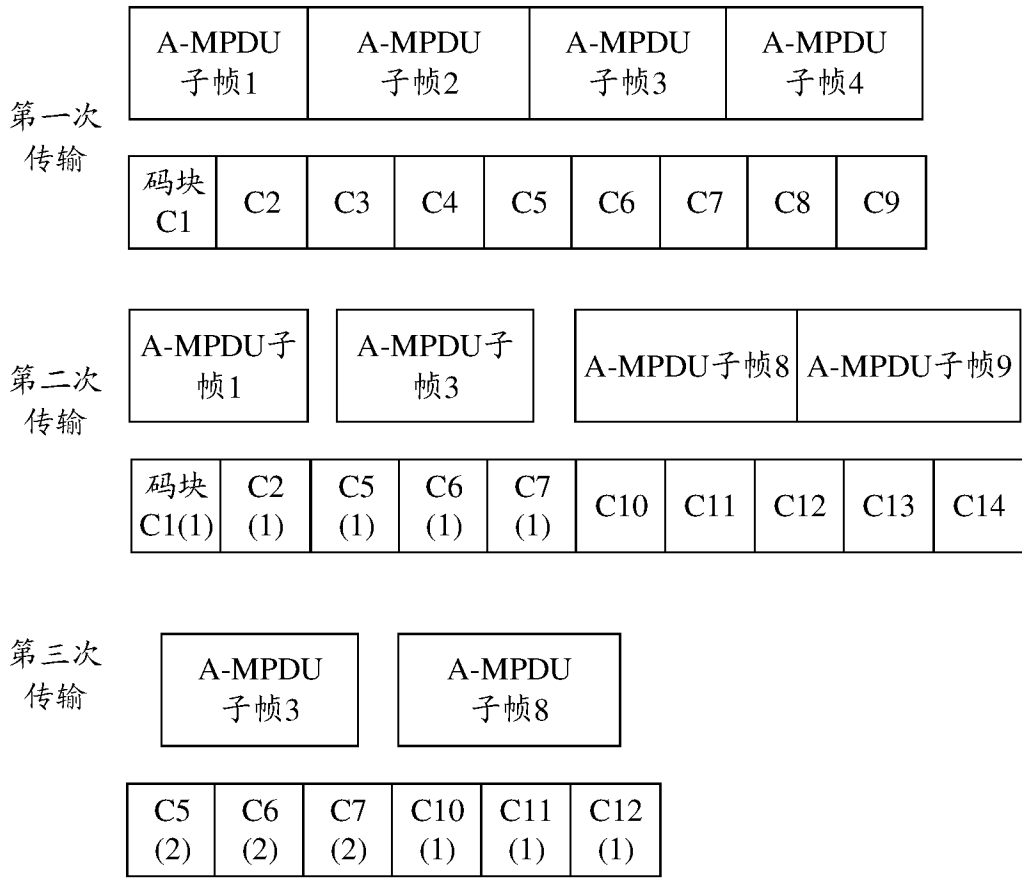 第一次
传输
A-MPDU
子帧1
A-MPDU
子帧2
A-MPDU
子帧3
A-MPDU
子帧4
码块
C1
C2
C3
C4
C5
C6
C7
C8
C9
第二次
传输
A-MPDU子
帧1
A-MPDU子
帧3
A-MPDU子帧8
A-MPDU子帧9
码块
C1(1)
C2
(1)
C5
(1)
C6
(1)
C7
(1)
C10
C11
C12
C13
C14
第三次
传输
A-MPDU
子帧3
A-MPDU
子帧8
C5
(2)
C6
(2)
C7
(2)
C10
(1)
C11
(1)
C12
(1)